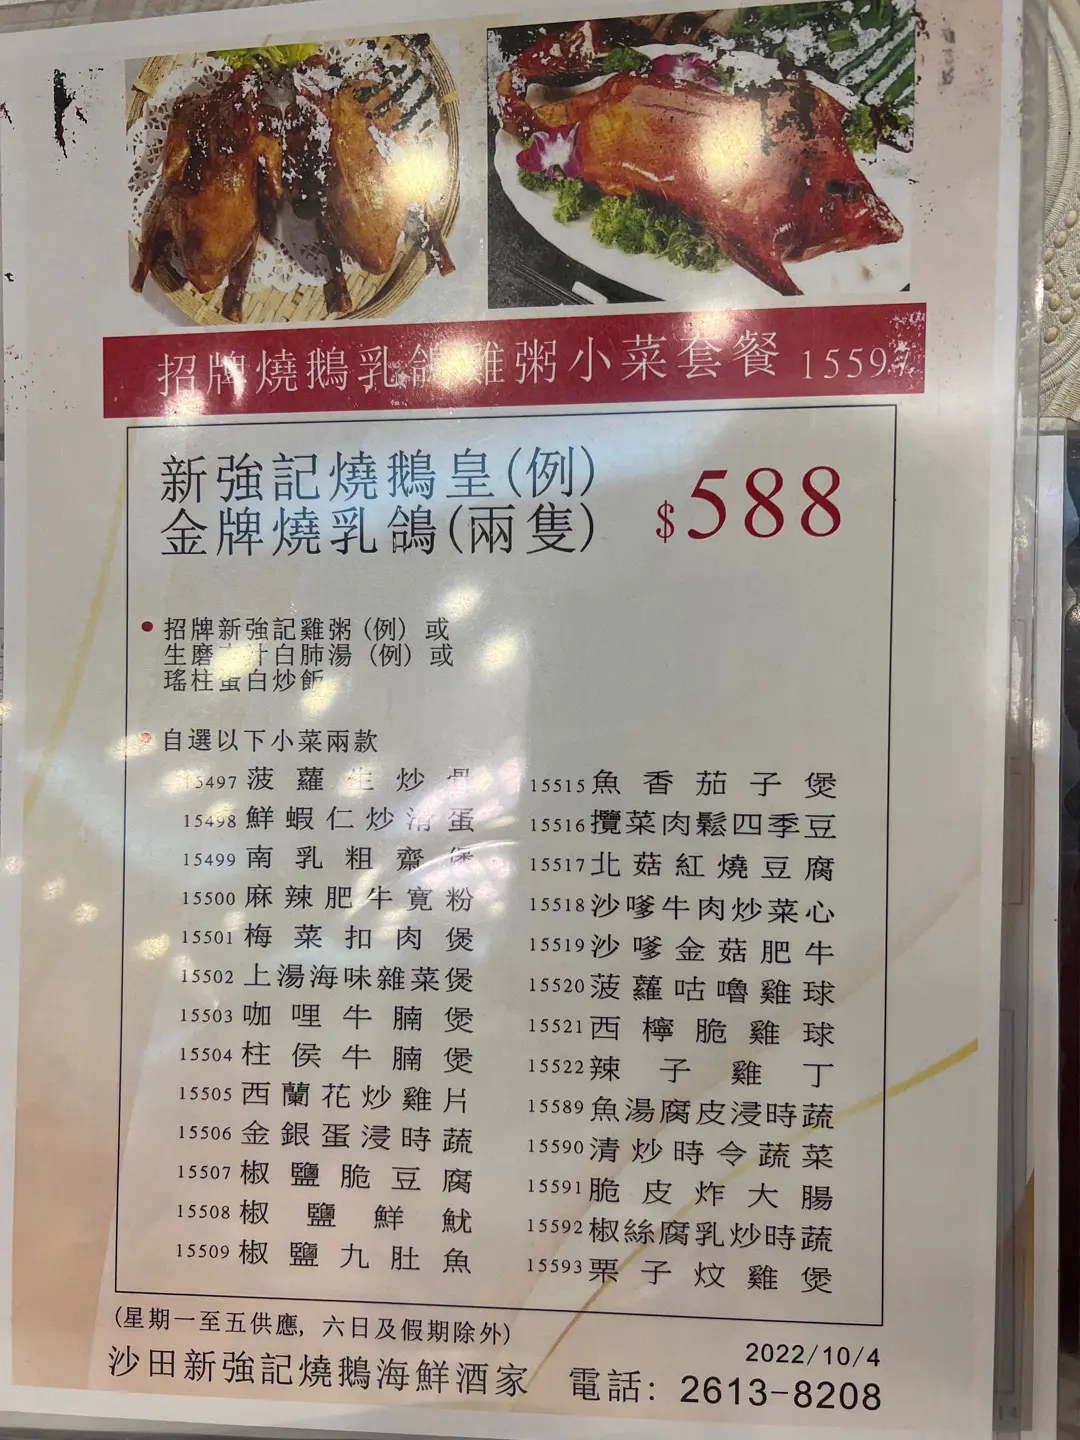 招牌燒鵝乳鴿雞粥小菜套餐 15597
新強記燒鵝皇(例)
金牌燒乳鴿(兩隻)
$588
招牌新強記雞粥(例)或
生磨杏汁白肺湯(例)或
瑤柱蛋白炒飯
自選以下小菜兩款
15497 菠蘿生炒骨
15498 鮮蝦仁炒滑蛋
15499 南乳粗齋煲
15500 麻辣肥牛寬粉
15501 梅菜扣肉煲
15502 上湯海味雜菜煲
15503 咖哩牛腩煲
15504 柱侯牛腩煲
15505 西蘭花炒雞片
15506 金銀蛋浸時蔬
15507 椒鹽脆豆腐
15508 椒鹽鮮魷
15509 椒鹽九肚魚
15515 魚香茄子煲
15516 攬菜肉鬆四季豆
15517 北菇紅燒豆腐
15518 沙嗲牛肉炒菜心
15519 沙嗲金菇肥牛
15520 菠蘿咕嚕雞球
15521 西檸脆雞球
15522 辣子雞丁
15589 魚湯腐皮浸時蔬
15590 清炒時令蔬菜
15591 脆皮炸大腸
15592 椒絲腐乳炒時蔬
15593 栗子炆雞煲
(星期一至五供應, 六日及假期除外)
2022/10/4
沙田新強記燒鵝海鮮酒家 電話: 2613-8208